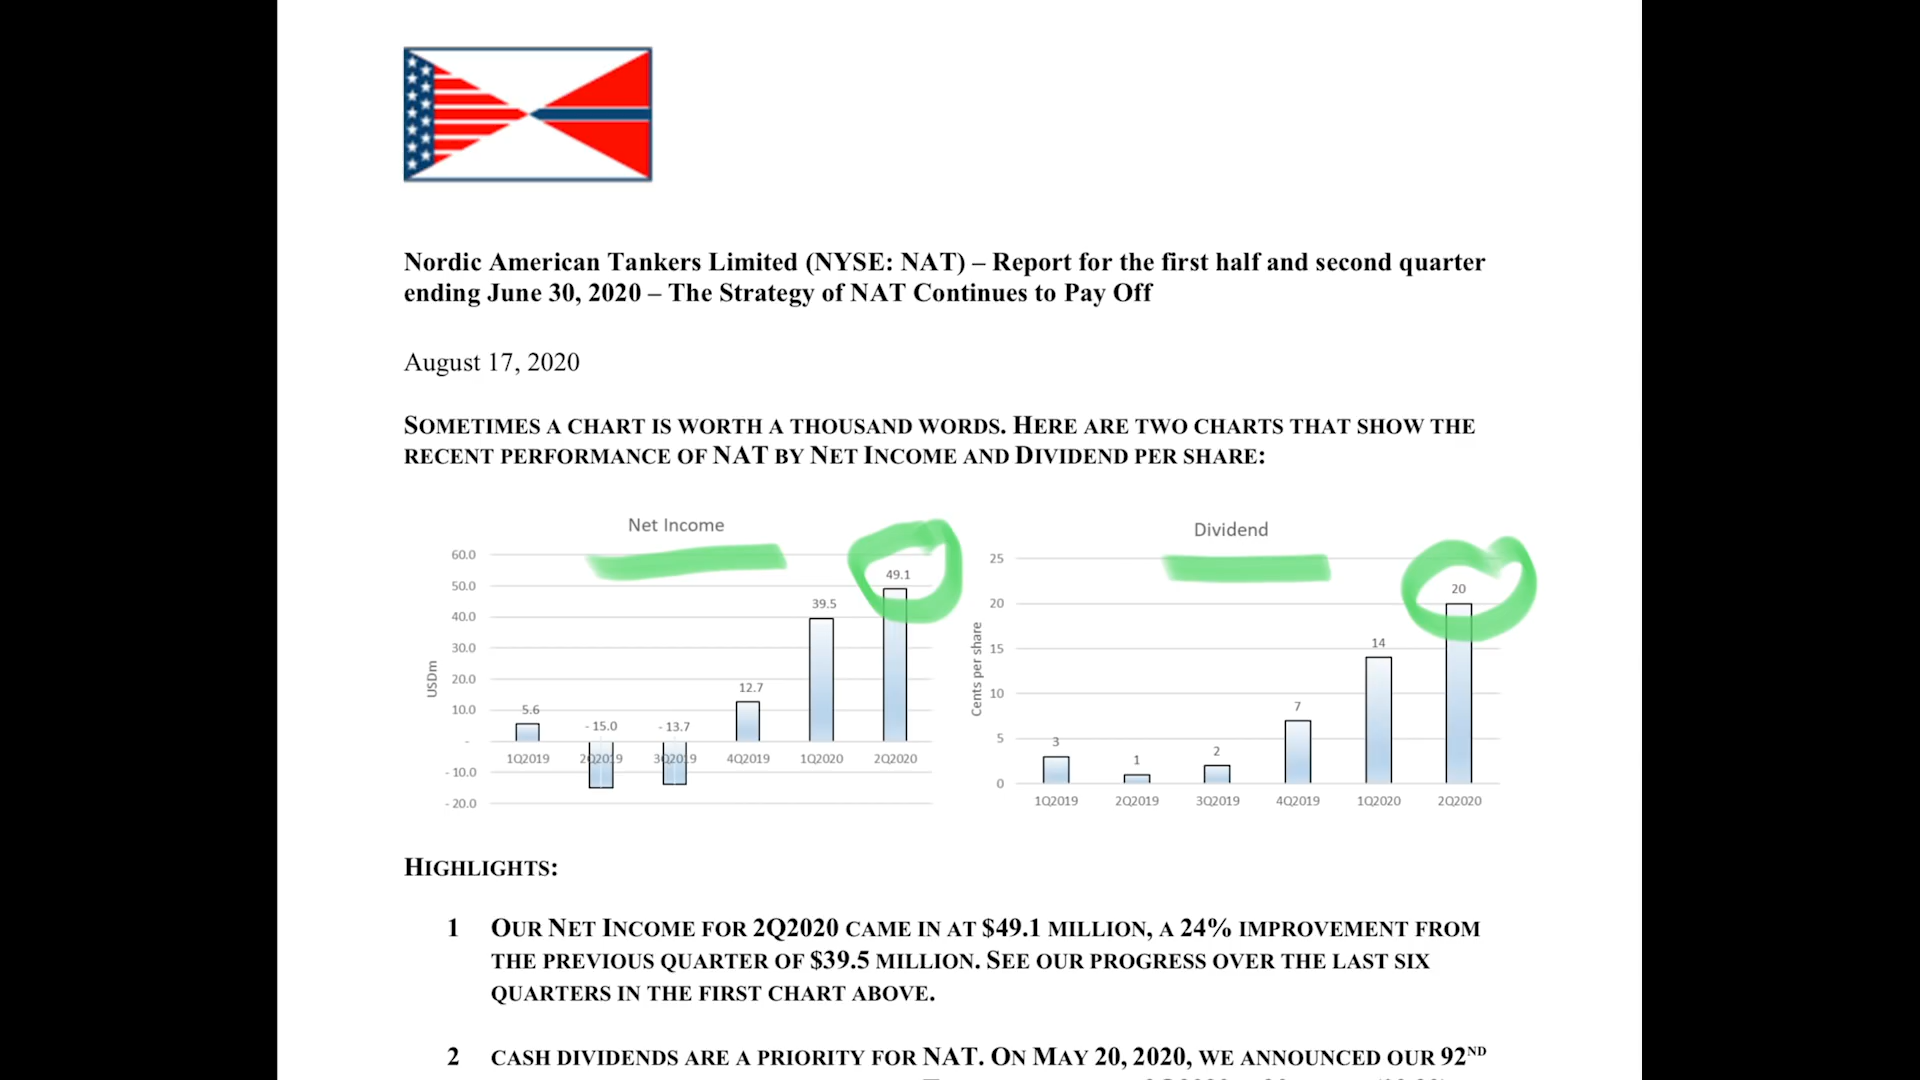 Nordic American Tankers Limited (NYSE: NAT) – Report for the first half and second quarter
ending June 30, 2020 – The Strategy of NAT Continues to Pay Off
August 17, 2020
SOMETIMES A CHART IS WORTH A THOUSAND WORDS. HERE ARE TWO CHARTS THAT SHOW THE
RECENT PERFORMANCE OF NAT BY NET INCOME AND DIVIDEND PER SHARE:
Net Income
60.0
50.0
40.0
30.0
20.0
10.0
-
- 10.0
- 20.0
USDm
5.6
- 15.0
- 13.7
12.7
39.5
49.1
1Q2019
2Q2019
3Q2019
4Q2019
1Q2020
2Q2020
Dividend
25
20
15
10
5
0
Cents per share
3
1
2
7
14
20
1Q2019
2Q2019
3Q2019
4Q2019
1Q2020
2Q2020
HIGHLIGHTS:
1 OUR NET INCOME FOR 2Q2020 CAME IN AT $49.1 MILLION, A 24% IMPROVEMENT FROM
THE PREVIOUS QUARTER OF $39.5 MILLION. SEE OUR PROGRESS OVER THE LAST SIX
QUARTERS IN THE FIRST CHART ABOVE.
2 CASH DIVIDENDS ARE A PRIORITY FOR NAT. ON MAY 20, 2020, WE ANNOUNCED OUR 92ND